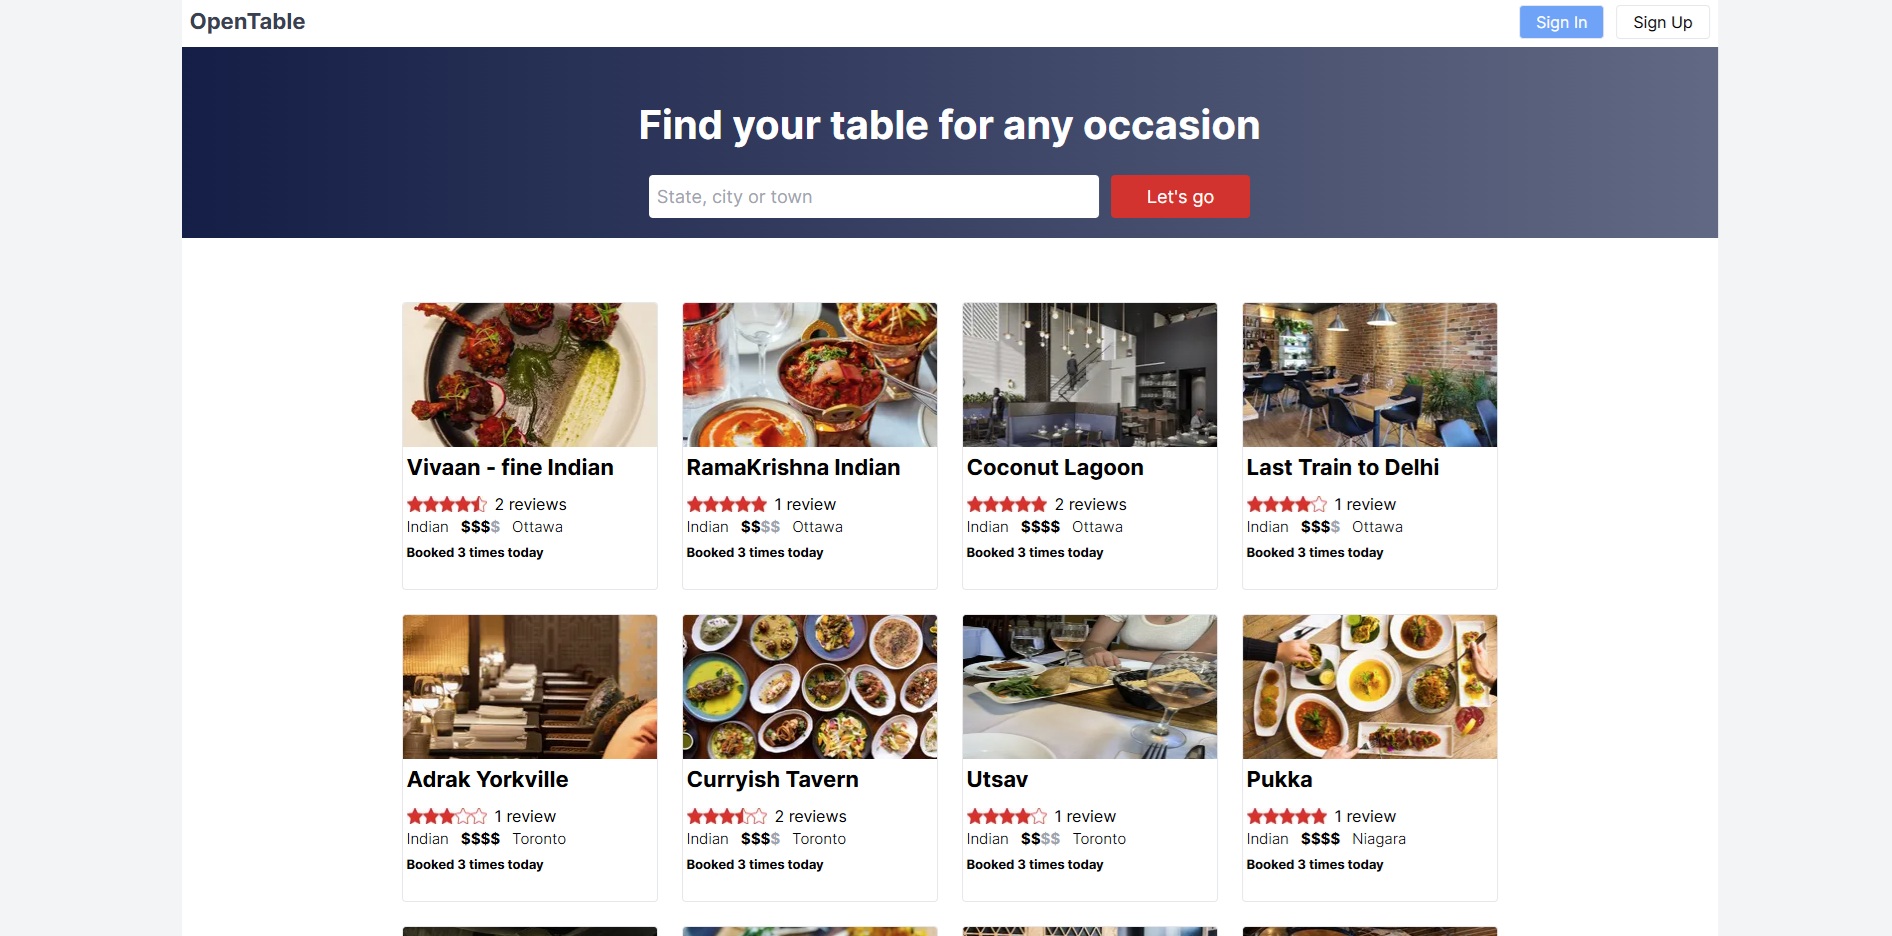 OpenTable
Sign In
Sign Up
Find your table for any occasion
State, city or town
Let's go
Vivaan - fine Indian
2 reviews
Indian $$$$ Ottawa
Booked 3 times today
RamaKrishna Indian
1 review
Indian $$$$ Ottawa
Booked 3 times today
Coconut Lagoon
2 reviews
Indian $$$$ Ottawa
Booked 3 times today
Last Train to Delhi
1 review
Indian $$$$ Ottawa
Booked 3 times today
Adrak Yorkville
1 review
Indian $$$$ Toronto
Booked 3 times today
Curryish Tavern
2 reviews
Indian $$$$ Toronto
Booked 3 times today
Utsav
1 review
Indian $$$$ Toronto
Booked 3 times today
Pukka
1 review
Indian $$$$ Niagara
Booked 3 times today